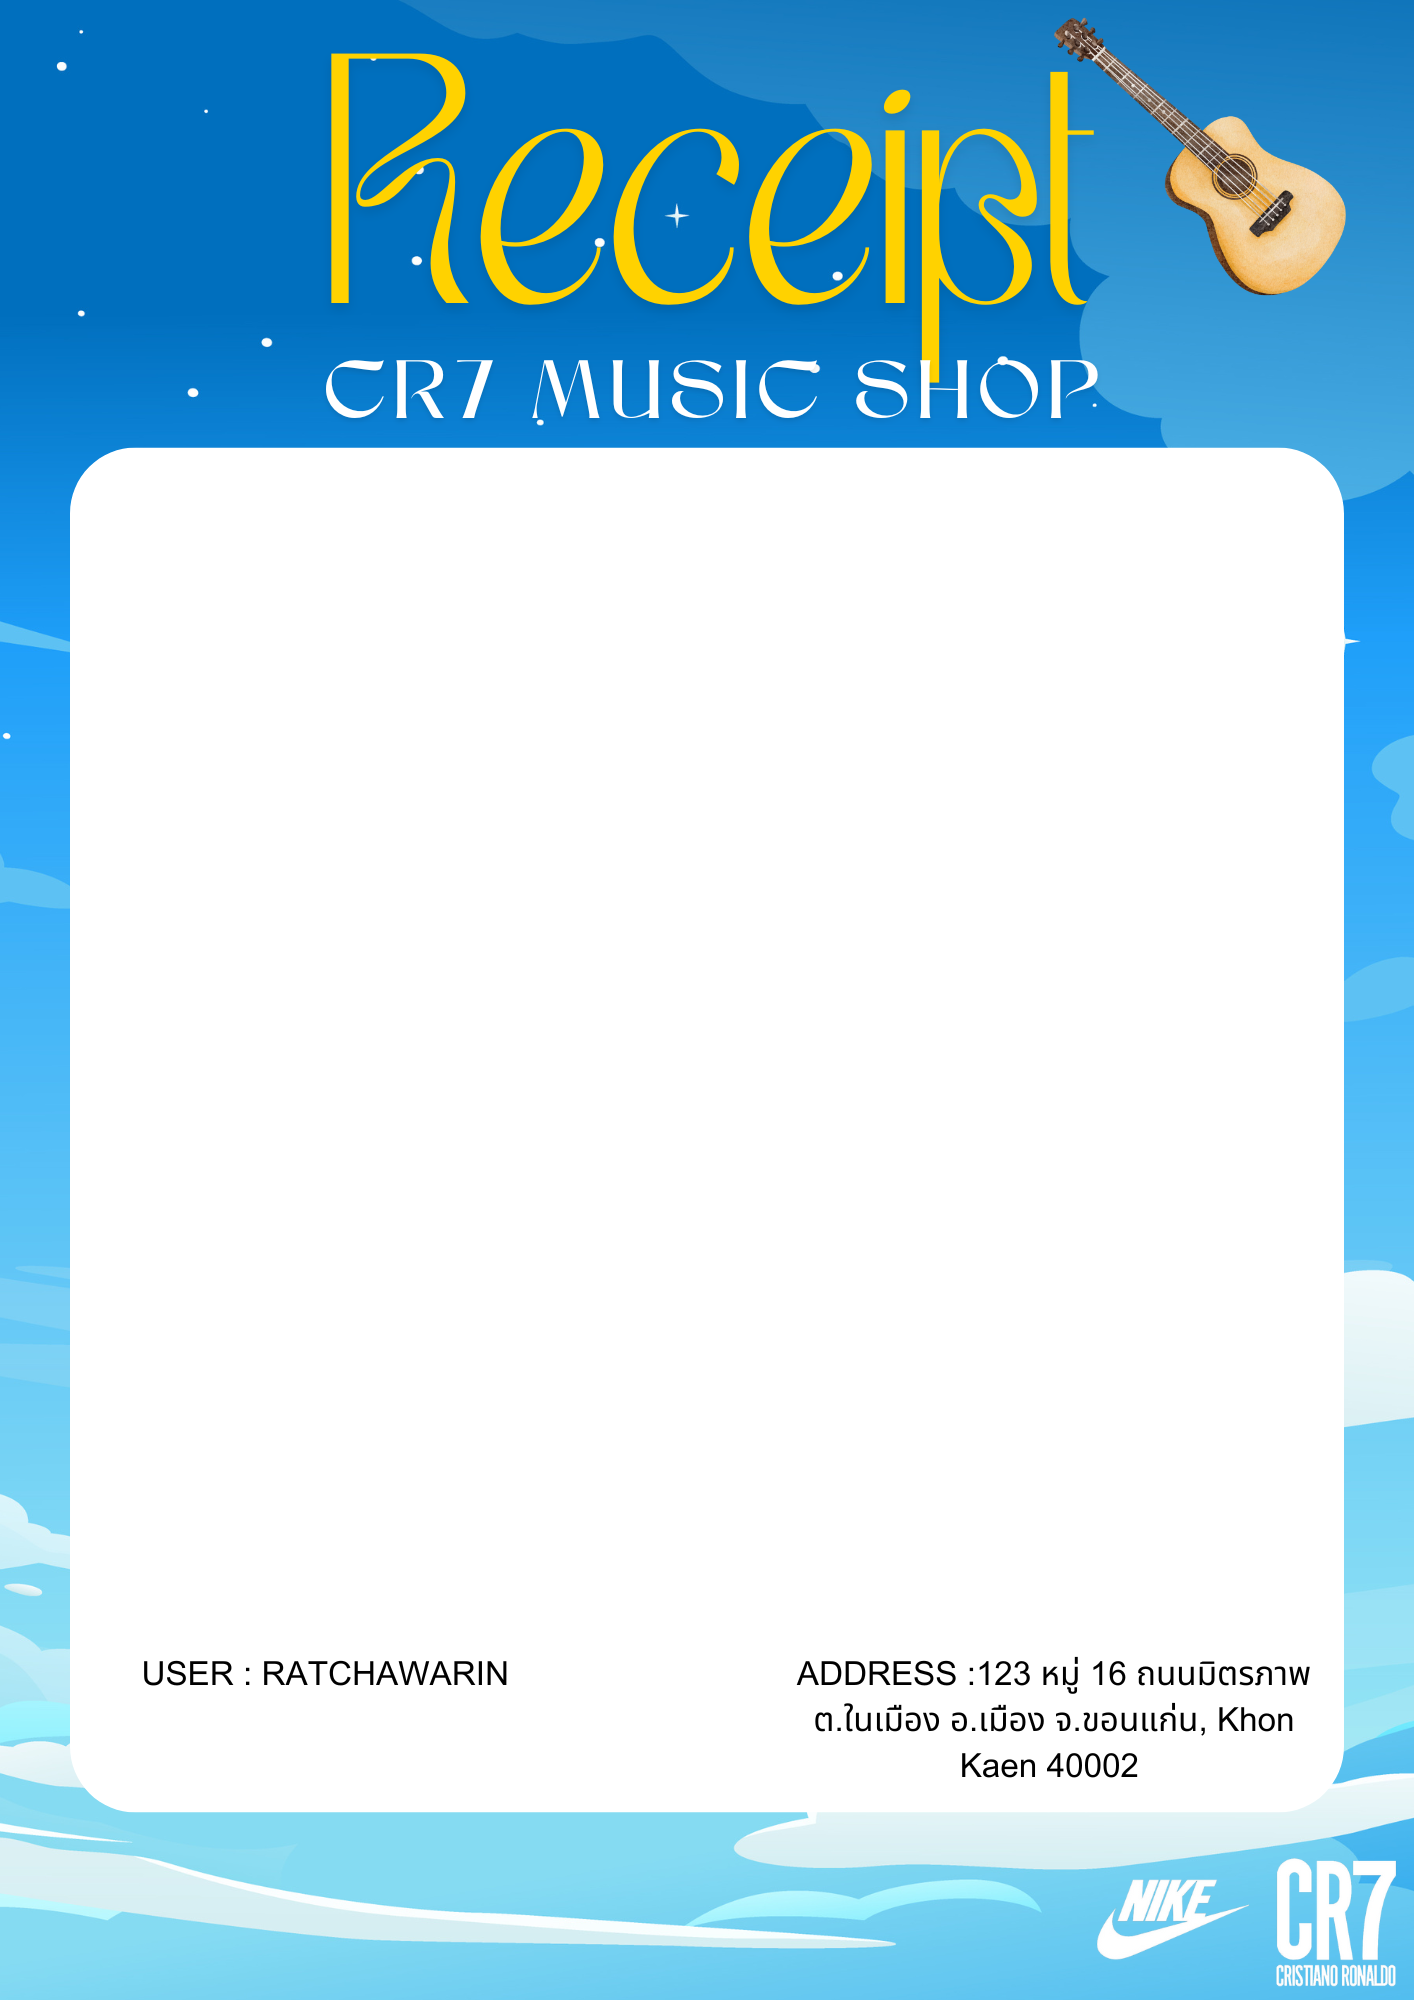 Receipt
CR7 MUSIC SHOP
USER : RATCHAWARIN
ADDRESS :123 หมู่ 16 ถนนมิตรภาพ
ต.ในเมือง อ.เมือง จ.ขอนแก่น, Khon
Kaen 40002
NIKE
CR7
CRISTIANO RONALDO